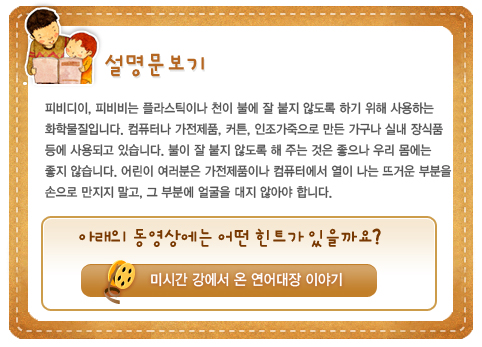 설명문보기
피비디이, 피비비는 플라스틱이나 천이 불에 잘 붙지 않도록 하기 위해 사용하는
화학물질입니다. 컴퓨터나 가전제품, 커튼, 인조가죽으로 만든 가구나 실내 장식품
등에 사용되고 있습니다. 불이 잘 붙지 않도록 해 주는 것은 좋으나 우리 몸에는
좋지 않습니다. 어린이 여러분은 가전제품이나 컴퓨터에서 열이 나는 뜨거운 부분을
손으로 만지지 말고, 그 부분에 얼굴을 대지 않아야 합니다.
아래의 동영상에는 어떤 힌트가 있을까요?
미시간 강에서 온 연어대장 이야기